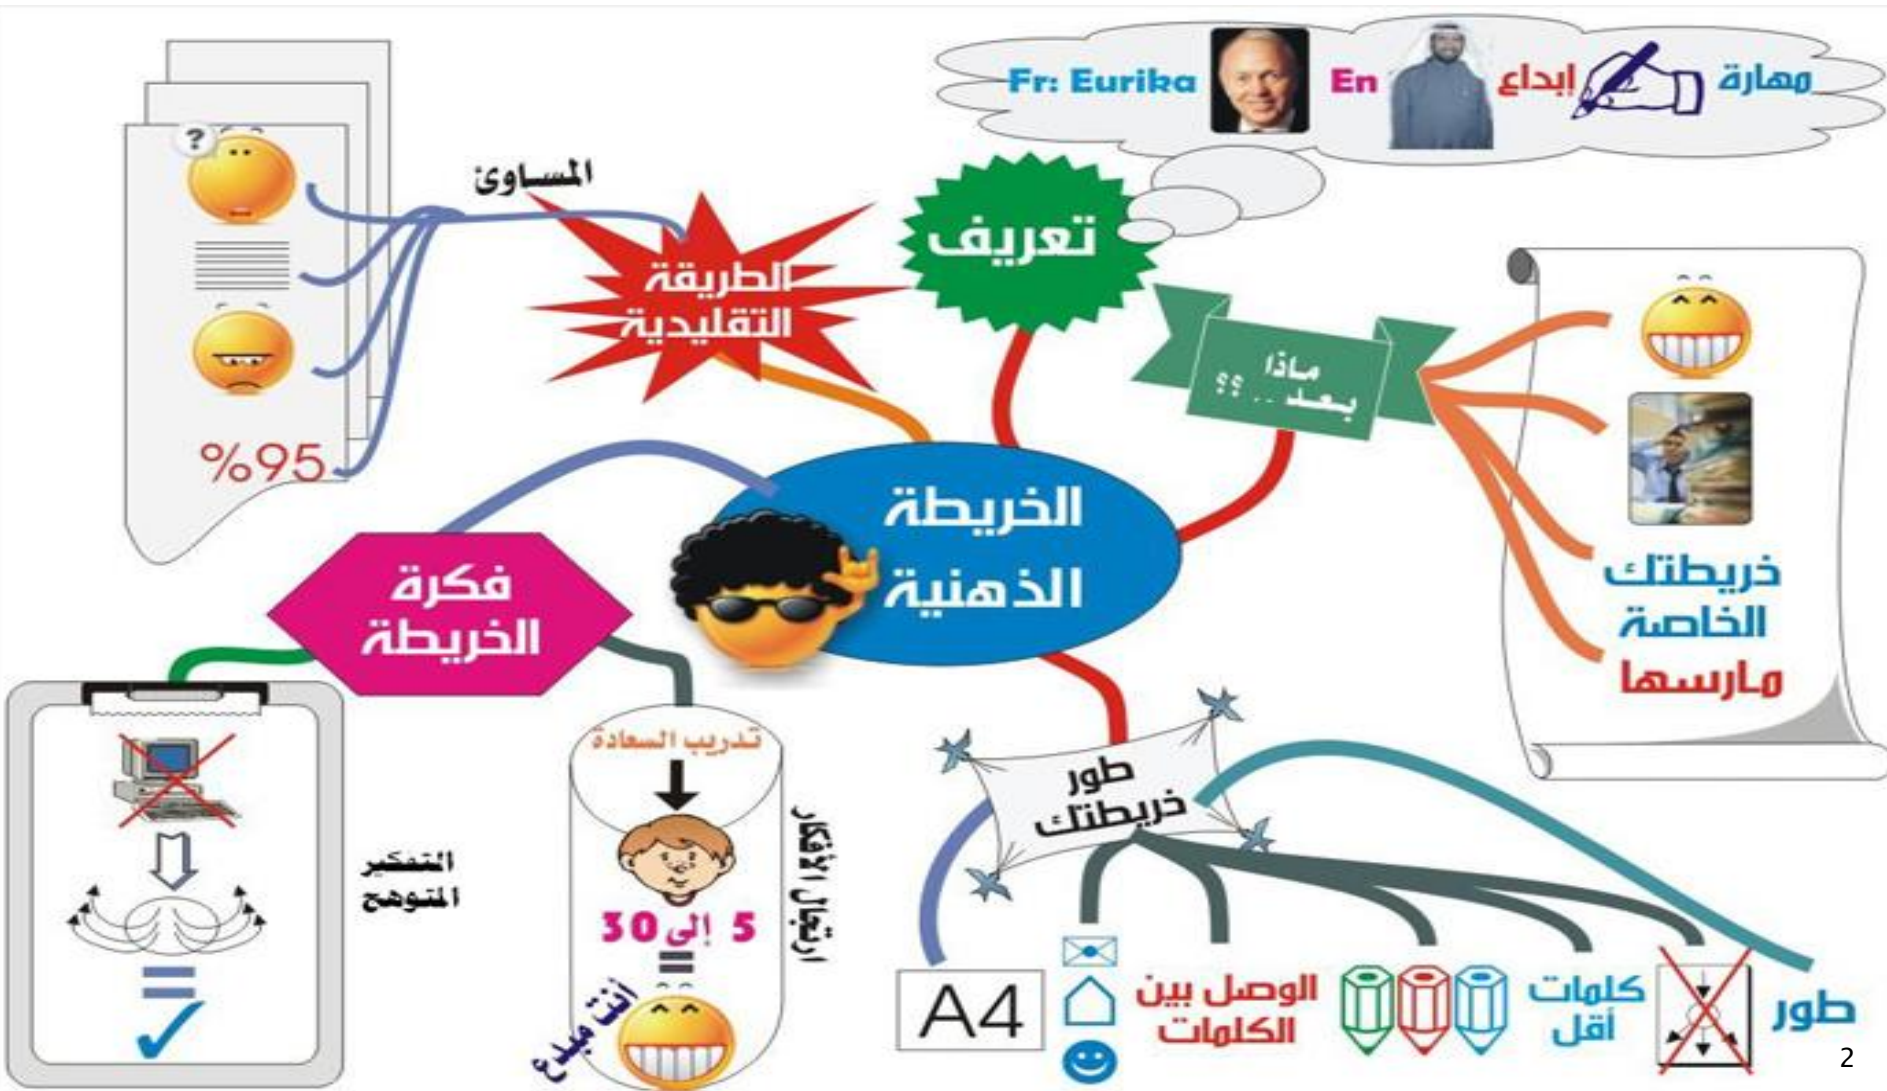 مهارة
إبداع
En
Fr: Eurika
تعريف
المساوئ
?
الطريقة
التقليدية
%95
ماذا
بعد .. ؟؟
خريطتك
الخاصة
مارسها
الخريطة
الذهنية
فكرة
الخريطة
التفكير
المتوهج
تدريب السعادة
5 إلى 30
=
أنت مبدع
ارتجال الأفكار
=
طور
خريطتك
طور
كلمات
أقل
الوصل بين
الكلمات
A4
2